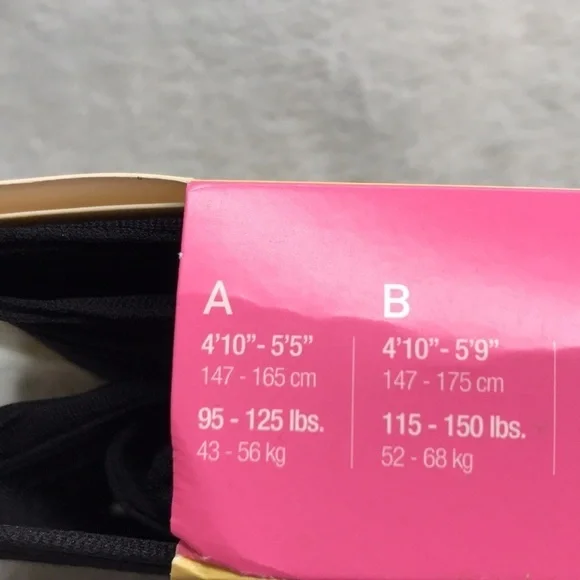 A
4'10”- 5'5”
147 - 165 cm
95 - 125 lbs.
43 - 56 kg
B
4'10”- 5'9”
147 - 175 cm
115 - 150 lbs.
52 - 68 kg